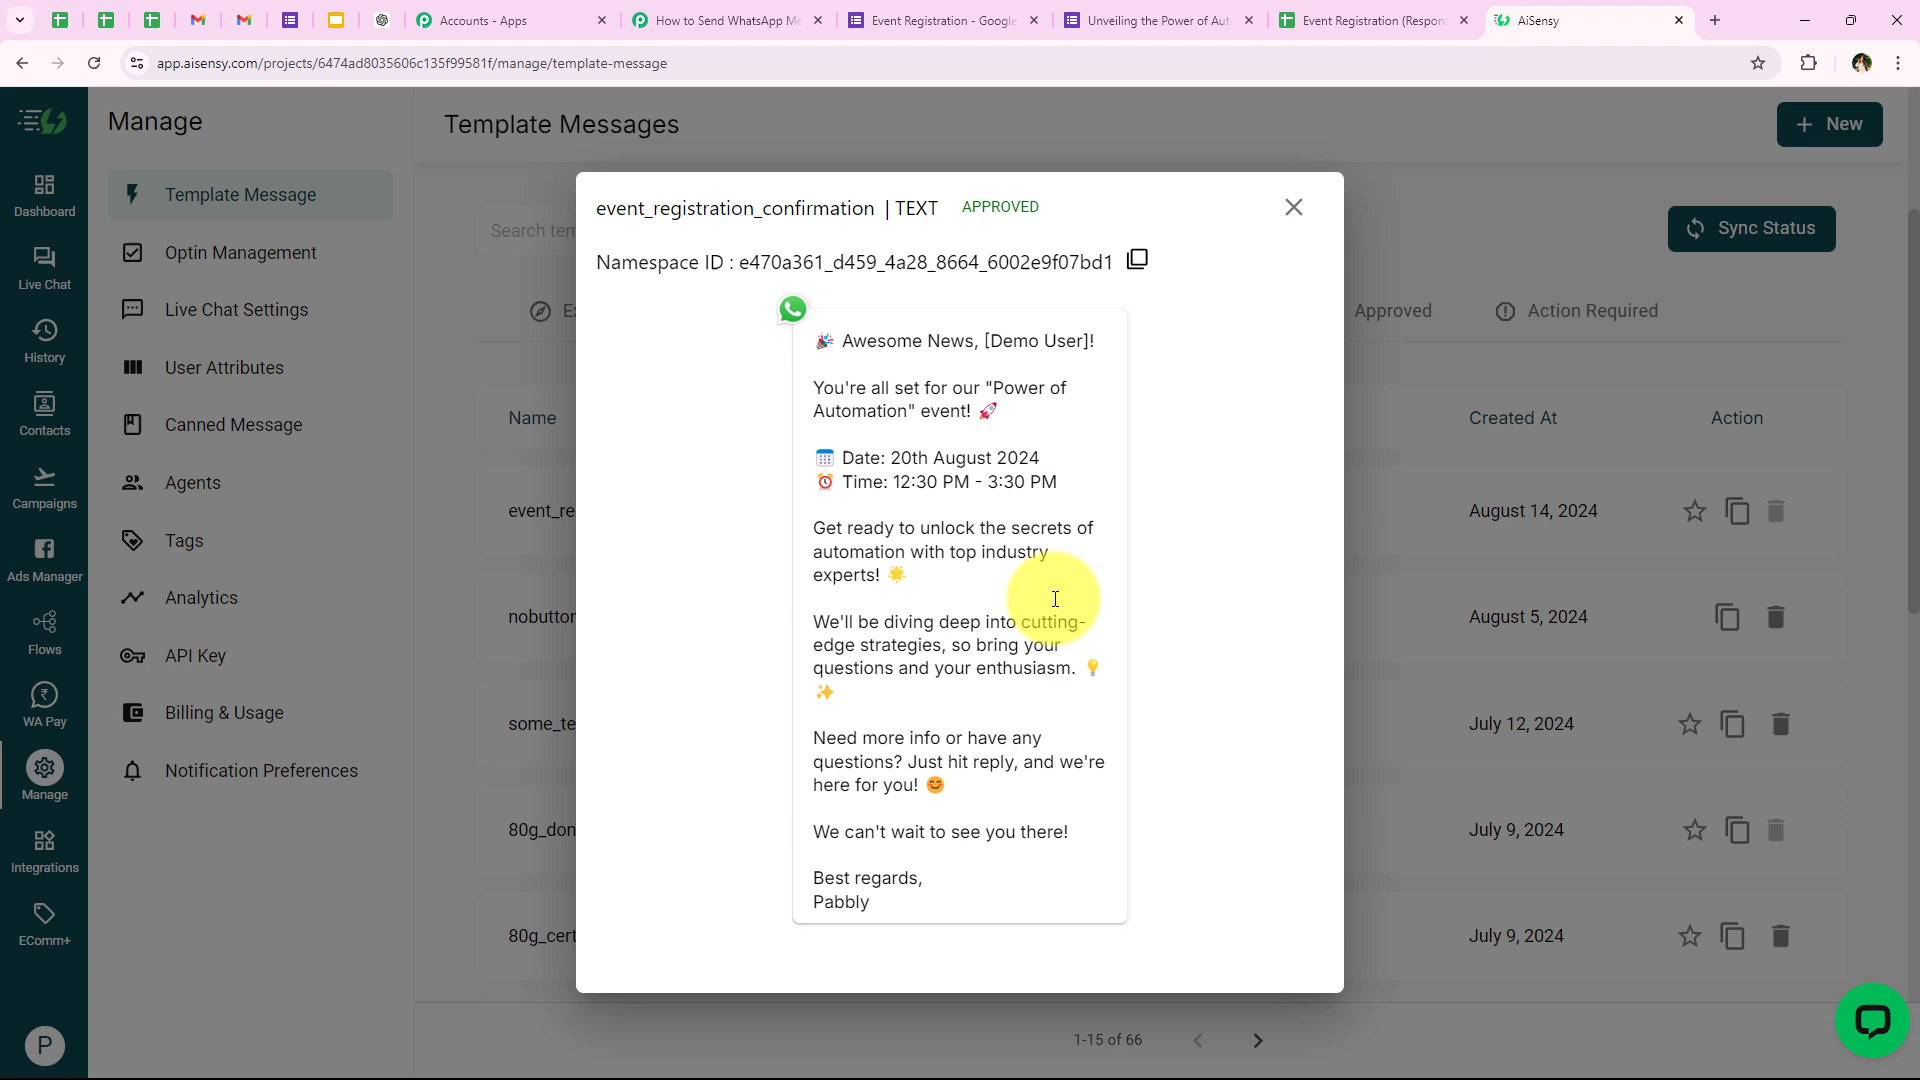 Accounts - Apps
How to Send WhatsApp Me
Event Registration - Google
Unveiling the Power of Aut
Event Registration (Respon
AiSensy
app.aisensy.com/projects/6474ad8035606c135f99581f/manage/template-message
Dashboard
Live Chat
History
Contacts
Campaigns
Ads Manager
Flows
WA Pay
Manage
Integrations
EComm+
P
Manage
Template Message
Optin Management
Live Chat Settings
User Attributes
Canned Message
Agents
Tags
Analytics
API Key
Billing & Usage
Notification Preferences
Template Messages
+ New
Search tem
Sync Status
Ex
Approved
Action Required
Name
Created At
Action
event_re
August 14, 2024
nobutton
August 5, 2024
some_te
July 12, 2024
80g_don
July 9, 2024
80g_cert
July 9, 2024
1-15 of 66
event_registration_confirmation | TEXT APPROVED
Namespace ID : e470a361_d459_4a28_8664_6002e9f07bd1
🎉 Awesome News, [Demo User]!
You're all set for our "Power of
Automation" event! 🚀
📅 Date: 20th August 2024
⏰ Time: 12:30 PM - 3:30 PM
Get ready to unlock the secrets of
automation with top industry
experts! 🌟
We'll be diving deep into cutting-
edge strategies, so bring your
questions and your enthusiasm. 💡
✨
Need more info or have any
questions? Just hit reply, and we're
here for you! 😊
We can't wait to see you there!
Best regards,
Pabbly